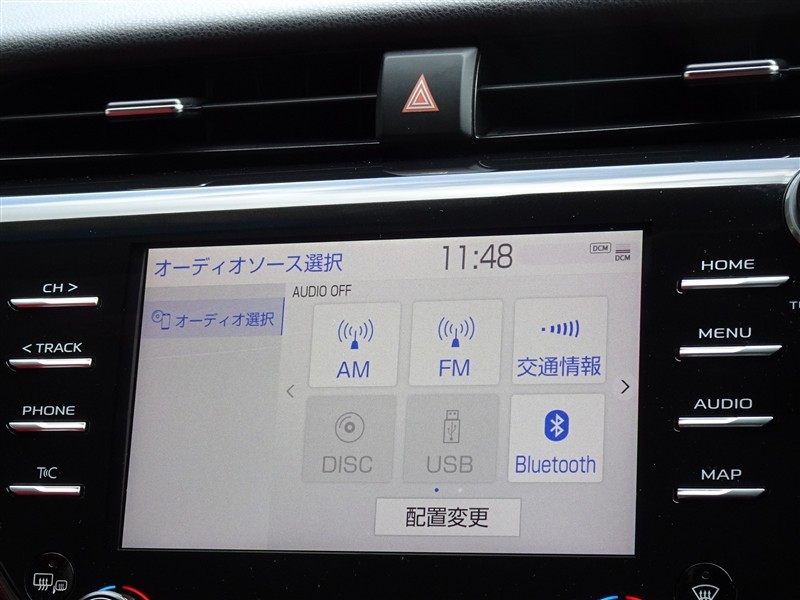 オーディオソース選択
11:48
DCM
DCM
オーディオ選択
AUDIO OFF
AM
FM
交通情報
<
>
DISC
USB
Bluetooth
配置変更
CH >
< TRACK
PHONE
T C
HOME
MENU
AUDIO
MAP